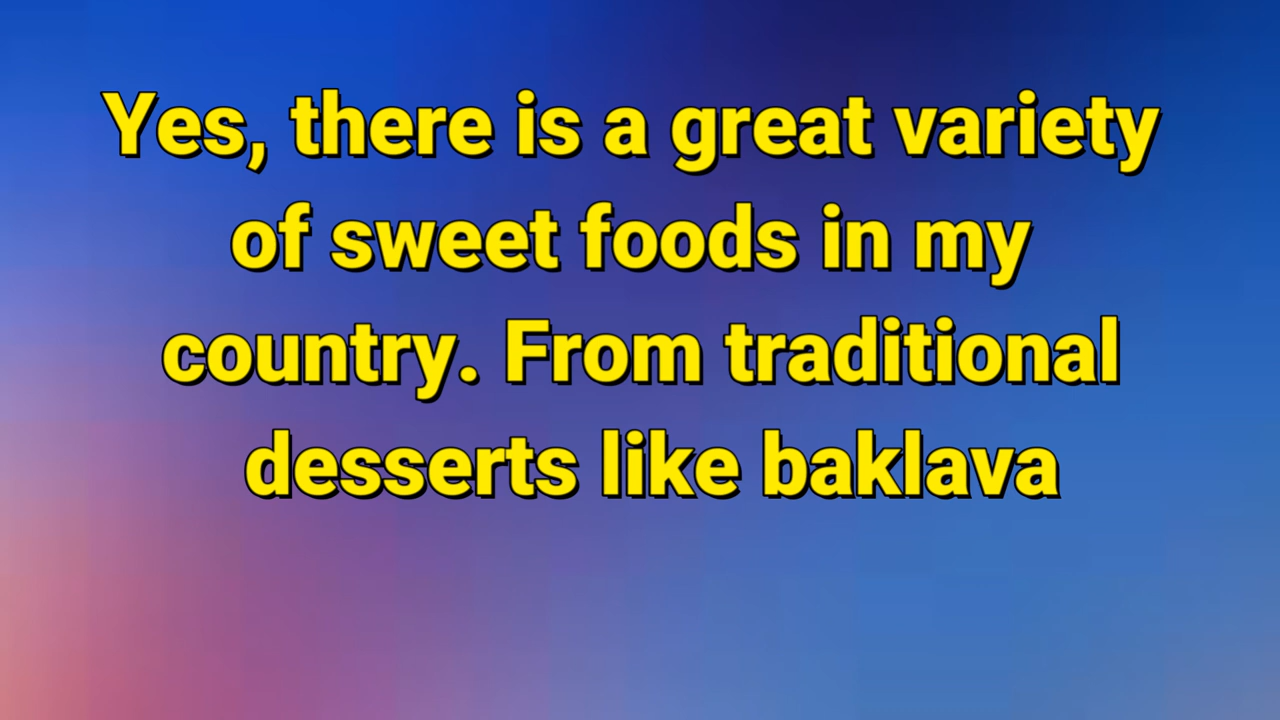 Yes, there is a great variety
of sweet foods in my
country. From traditional
desserts like baklava